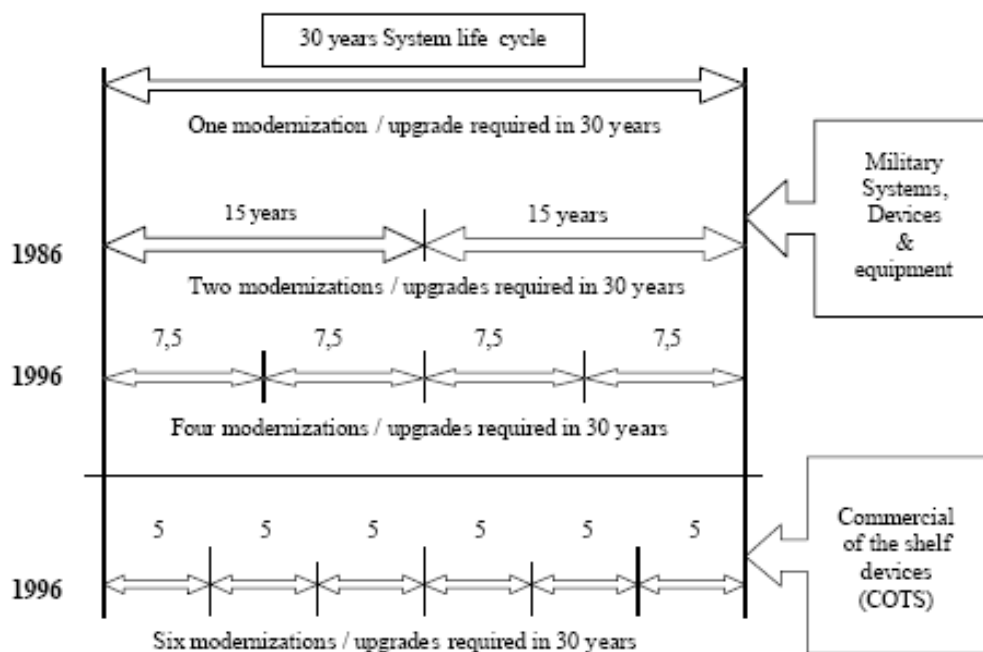 30 years System life cycle
One modernization / upgrade required in 30 years
Military
Systems,
Devices
&
equipment
15 years 15 years
1986
Two modernizations / upgrades required in 30 years
7,5 7,5 7,5 7,5
1996
Four modernizations / upgrades required in 30 years
5 5 5 5 5 5
1996
Commercial
of the shelf
devices
(COTS)
Six modernizations / upgrades required in 30 years